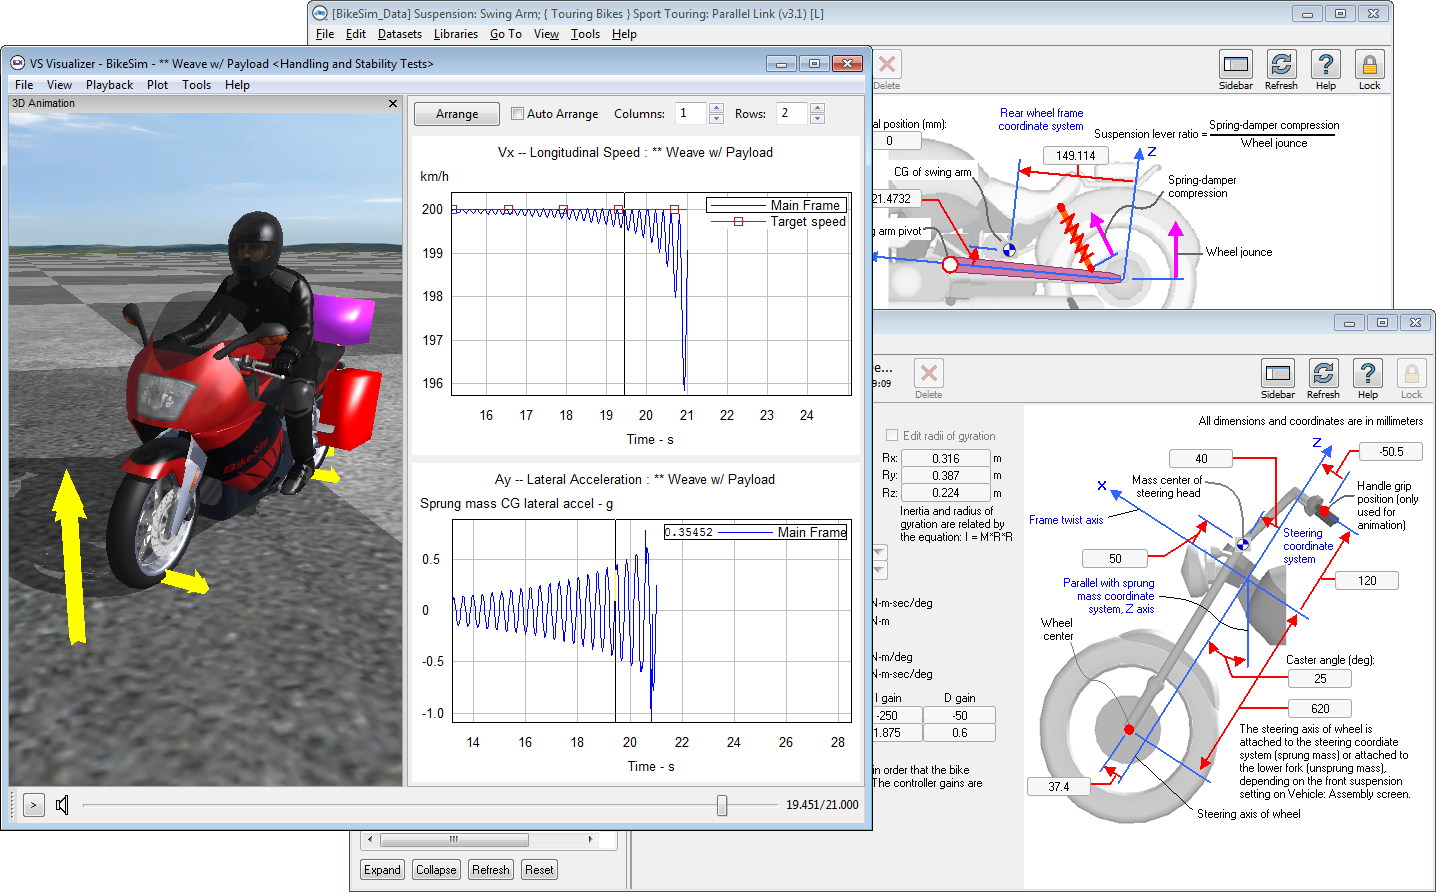 [BikeSim_Data] Suspension: Swing Arm; { Touring Bikes } Sport Touring: Parallel Link (v3.1) [L]
File Edit Datasets Libraries Go To View Tools Help
Delete
Sidebar Refresh Help Lock
VS Visualizer - BikeSim - ** Weave w/ Payload <Handling and Stability Tests>
File View Playback Plot Tools Help
3D Animation
BikeSim
Arrange Auto Arrange Columns: 1 Rows: 2
Vx -- Longitudinal Speed : ** Weave w/ Payload
km/h
Main Frame
Target speed
200
199
198
197
196
16 17 18 19 20 21 22 23 24
Time - s
Ay -- Lateral Acceleration : ** Weave w/ Payload
Sprung mass CG lateral accel - g
0.35452 Main Frame
0.5
0
-0.5
-1.0
14 16 18 20 22 24 26 28
Time - s
> 19.451/21.000
al position (mm):
0
Rear wheel frame
coordinate system
Suspension lever ratio = Spring-damper compression
Wheel jounce
149.114
Z
CG of swing arm
Spring-damper
compression
21.4732
g arm pivot
Wheel jounce
e...
9:09
Delete
Sidebar Refresh Help Lock
Edit radii of gyration
Rx: 0.316 m
Ry: 0.387 m
Rz: 0.224 m
Inertia and radius of
gyration are related by
the equation: I = M*R*R
N-m-sec/deg
N-m
N-m/deg
N-m-sec/deg
I gain D gain
-250 -50
1.875 0.6
in order that the bike
The controller gains are
All dimensions and coordinates are in millimeters
Z
-50.5
40
Mass center of
steering head
Handle grip
position (only
used for
animation)
X
Frame twist axis
Steering
coordinate
system
50
120
Parallel with sprung
mass coordinate
system, Z axis
Wheel
center
Caster angle (deg):
25
620
The steering axis of wheel is
attached to the steering coordiate
system (sprung mass) or attached to
the lower fork (unsprung mass),
depending on the front suspension
setting on Vehicle: Assembly screen.
37.4
Steering axis of wheel
Expand Collapse Refresh Reset